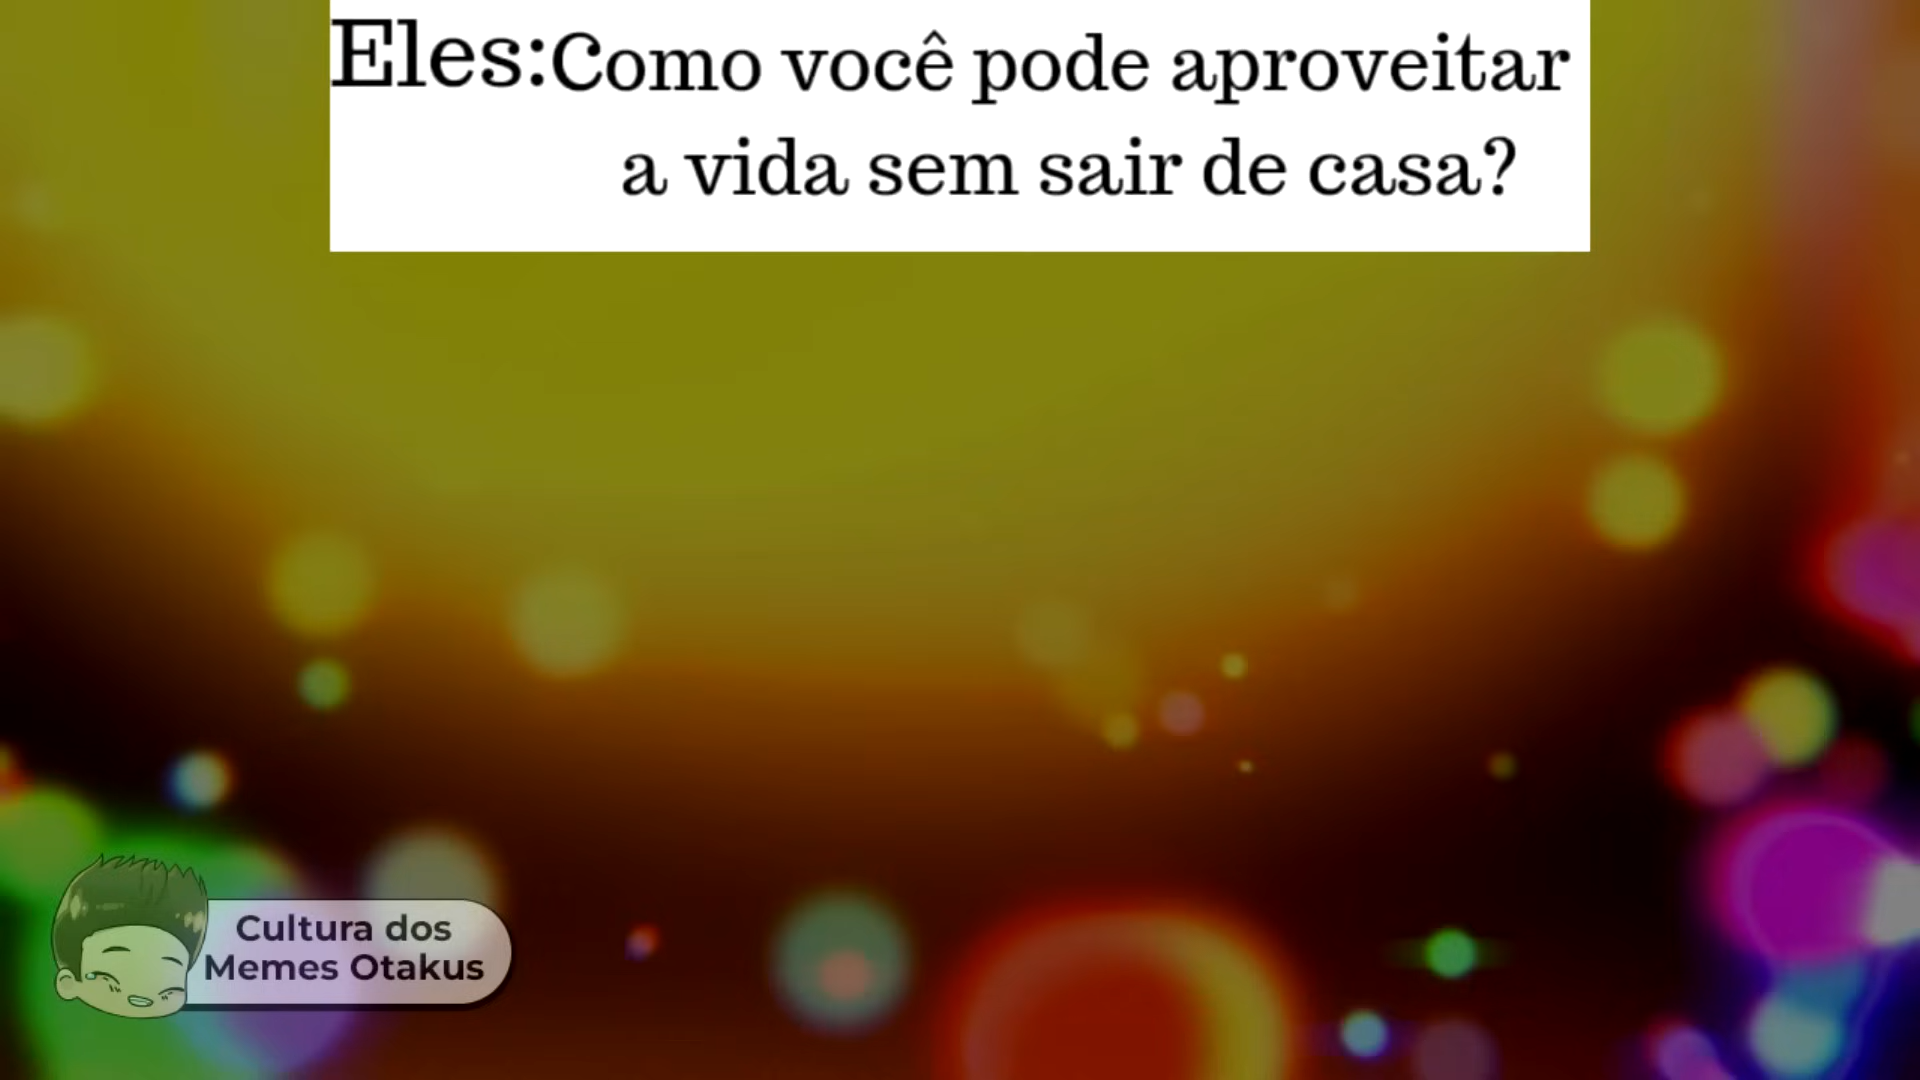 Eles:Como você pode aproveitar
a vida sem sair de casa?
Cultura dos
Memes Otakus